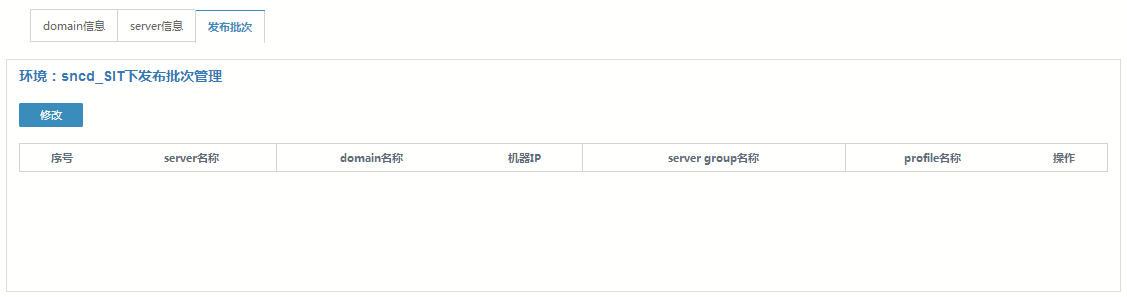 domain信息 server信息 发布批次
环境：sncd_SIT下发布批次管理
修改
序号 server名称 domain名称 机器IP server group名称 profile名称 操作